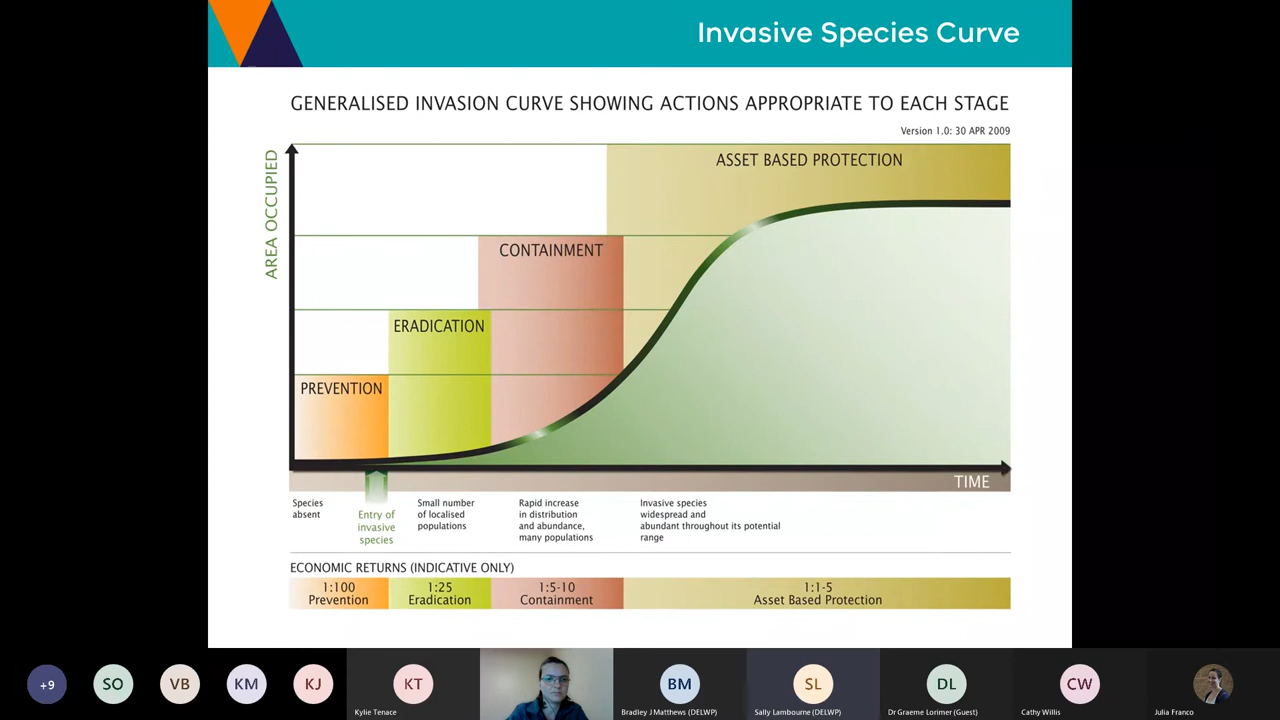 Invasive Species Curve
GENERALISED INVASION CURVE SHOWING ACTIONS APPROPRIATE TO EACH STAGE
Version 1.0: 30 APR 2009
AREA OCCUPIED
ASSET BASED PROTECTION
CONTAINMENT
ERADICATION
PREVENTION
TIME
Species
absent
Entry of
invasive
species
Small number
of localised
populations
Rapid increase
in distribution
and abundance,
many populations
Invasive species
widespread and
abundant throughout its potential
range
ECONOMIC RETURNS (INDICATIVE ONLY)
1:100
Prevention
1:25
Eradication
1:5-10
Containment
1:1-5
Asset Based Protection
+9
SO
VB
KM
KJ
KT
Kylie Tenace
BM
Bradley J Matthews (DELWP)
SL
Sally Lambourne (DELWP)
DL
Dr Graeme Lorimer (Guest)
CW
Cathy Willis
Julia Franco